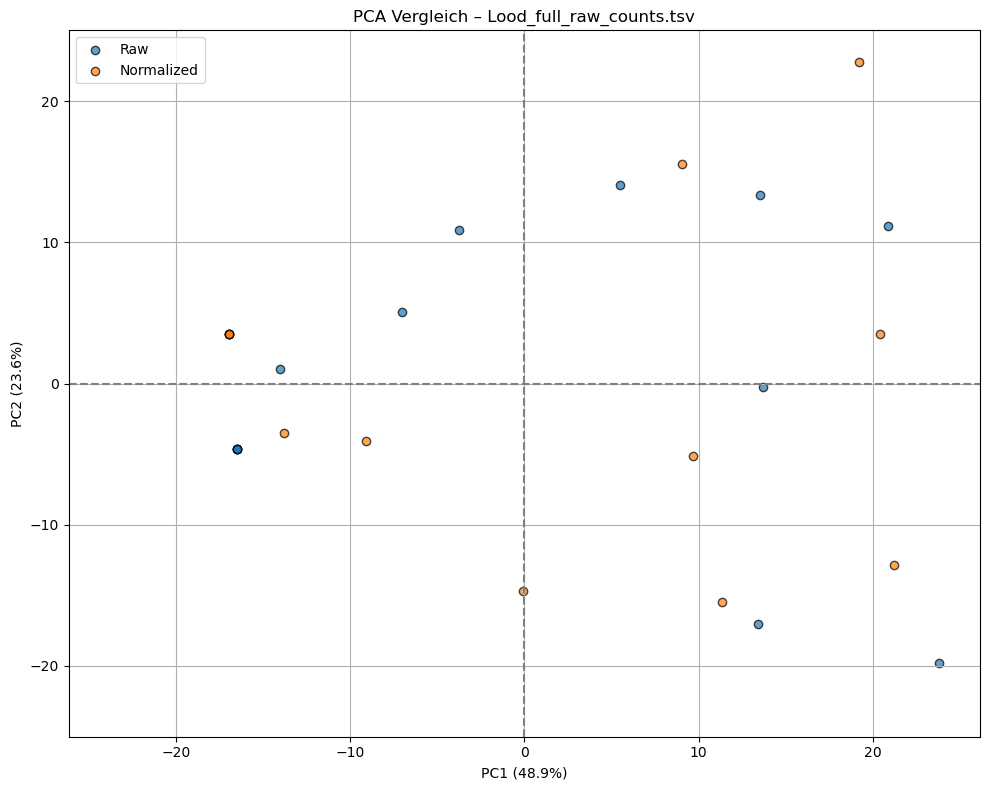 PCA Vergleich – Lood_full_raw_counts.tsv
Raw
Normalized
20
10
0
−10
−20
PC2 (23.6%)
−20
−10
0
10
20
PC1 (48.9%)